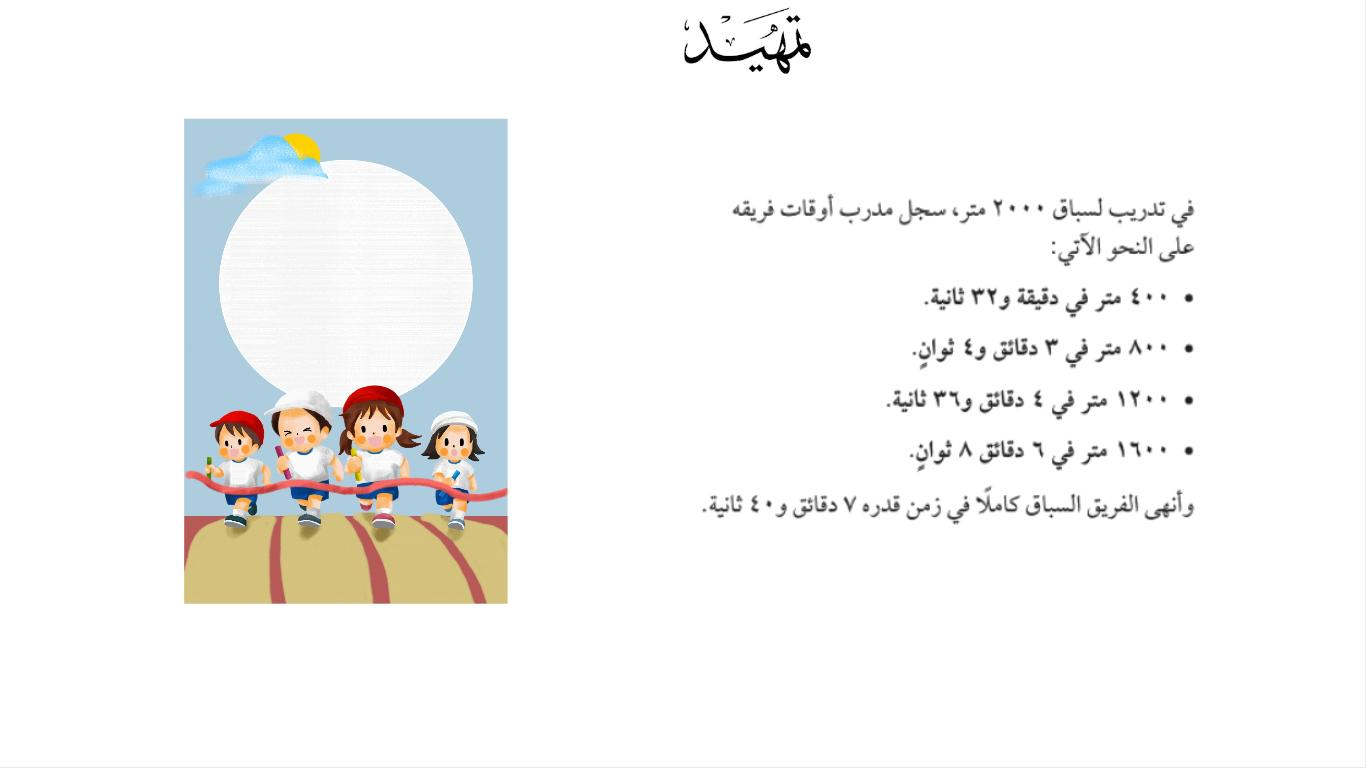 تمهيد
في تدريب لسباق ٢٠٠٠ متر، سجل مدرب أوقات فريقه
على النحو الآتي:
• ٤٠٠ متر في دقيقة و٣٢ ثانية.
• ٨٠٠ متر في ٣ دقائق و٤ ثوانٍ.
• ١٢٠٠ متر في ٤ دقائق و٣٦ ثانية.
• ١٦٠٠ متر في ٦ دقائق ٨ ثوانٍ.
وأنهى الفريق السباق كاملًا في زمن قدره ٧ دقائق و٤٠ ثانية.